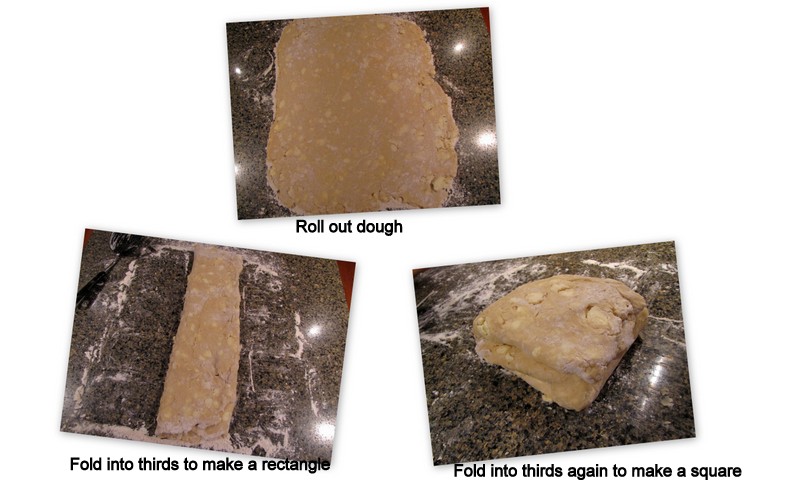 Roll out dough
Fold into thirds to make a rectangle
Fold into thirds again to make a square